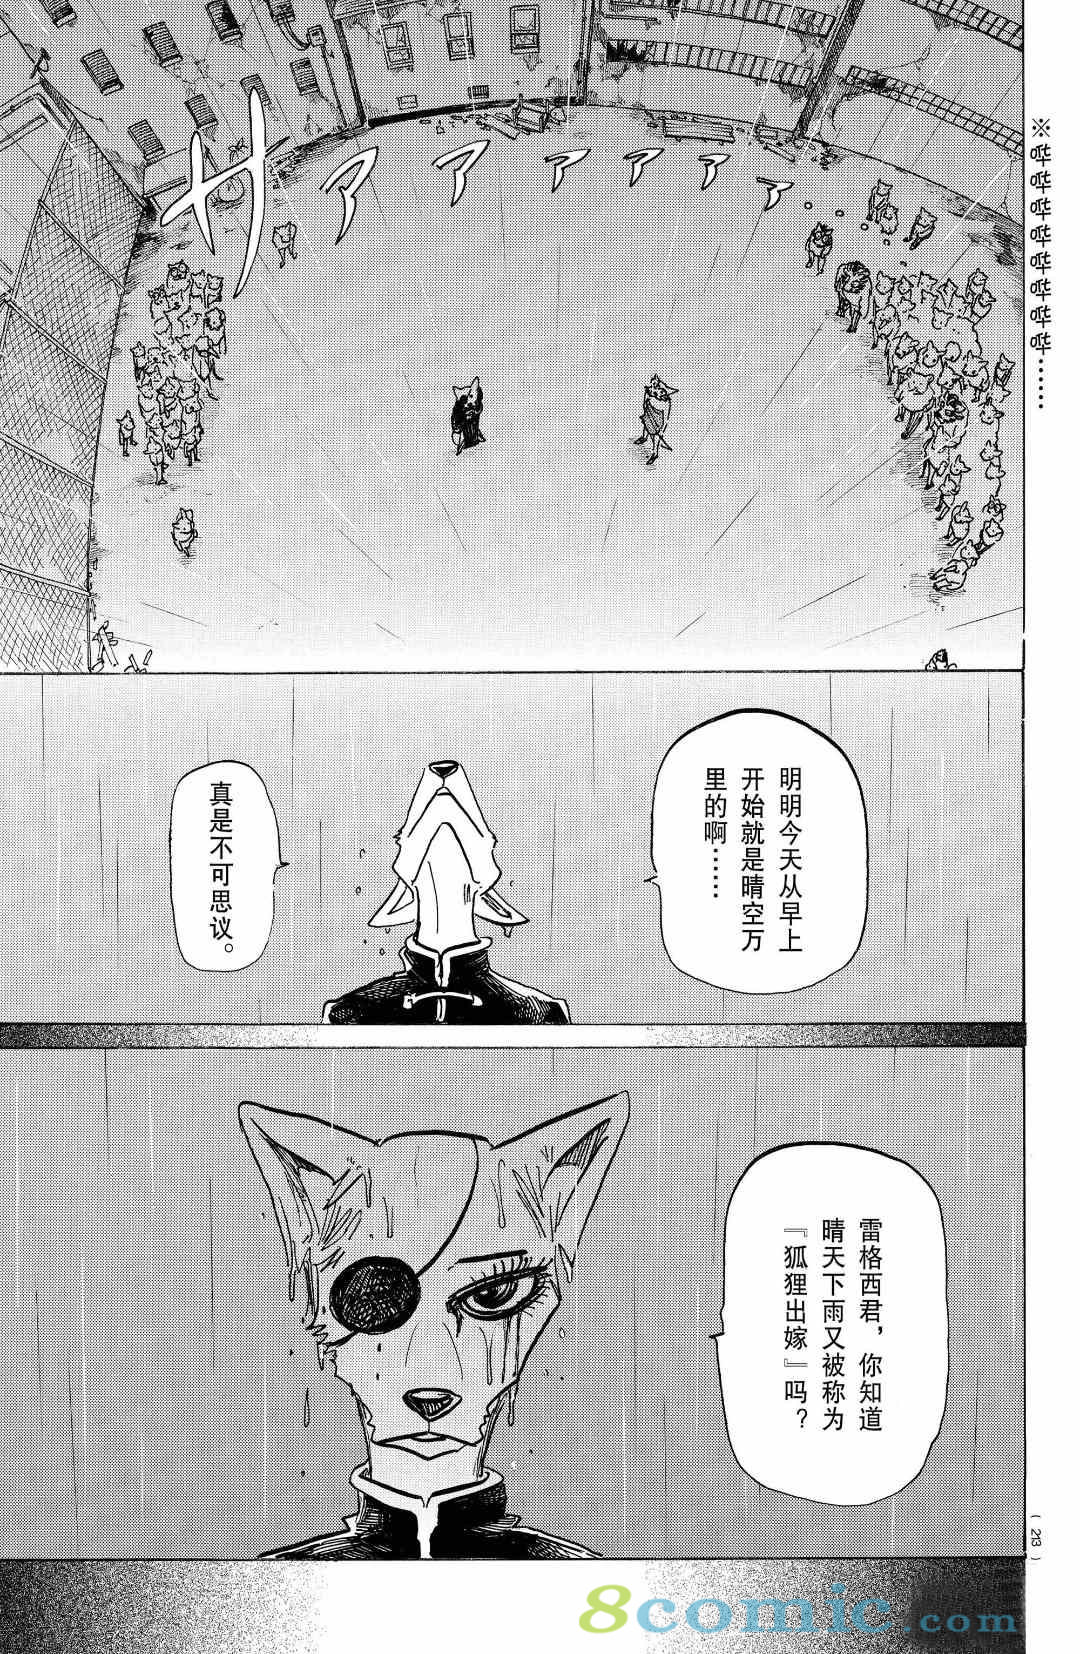 ※哗哗哗哗哗哗哗哗……
ザァァァァァァァ
明明今天从早上
开始就是晴空万
里的啊……
真是不可思议。
雷格西君，你知道
晴天下雨又被称为
『狐狸出嫁』吗？
( 213 )
8comic.com